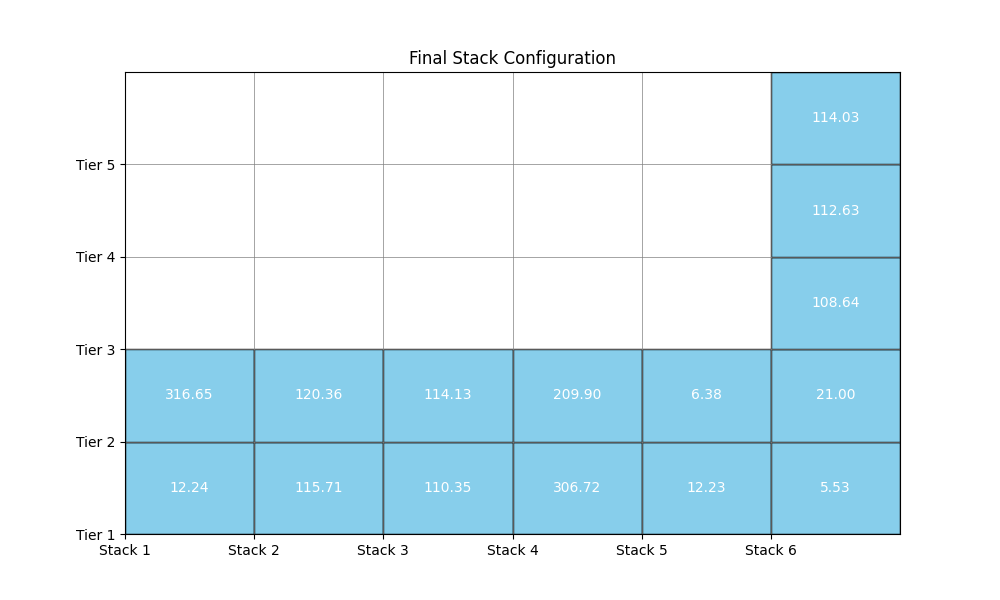 Final Stack Configuration
114.03
Tier 5
112.63
Tier 4
108.64
Tier 3
316.65 120.36 114.13 209.90 6.38 21.00
Tier 2
12.24 115.71 110.35 306.72 12.23 5.53
Tier 1
Stack 1 Stack 2 Stack 3 Stack 4 Stack 5 Stack 6